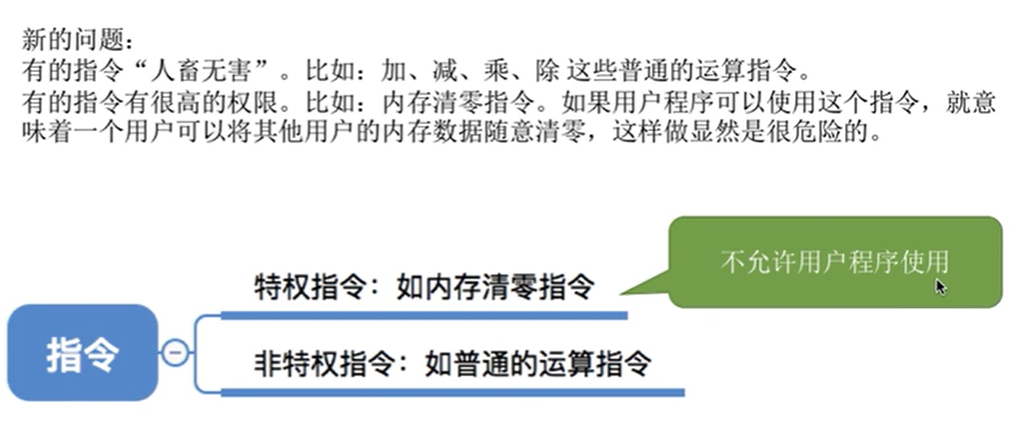 新的问题：
有的指令“人畜无害”。比如：加、减、乘、除 这些普通的运算指令。
有的指令有很高的权限。比如：内存清零指令。如果用户程序可以使用这个指令，就意
味着一个用户可以将其他用户的内存数据随意清零，这样做显然是很危险的。
不允许用户程序使用
特权指令：如内存清零指令
指令
非特权指令：如普通的运算指令